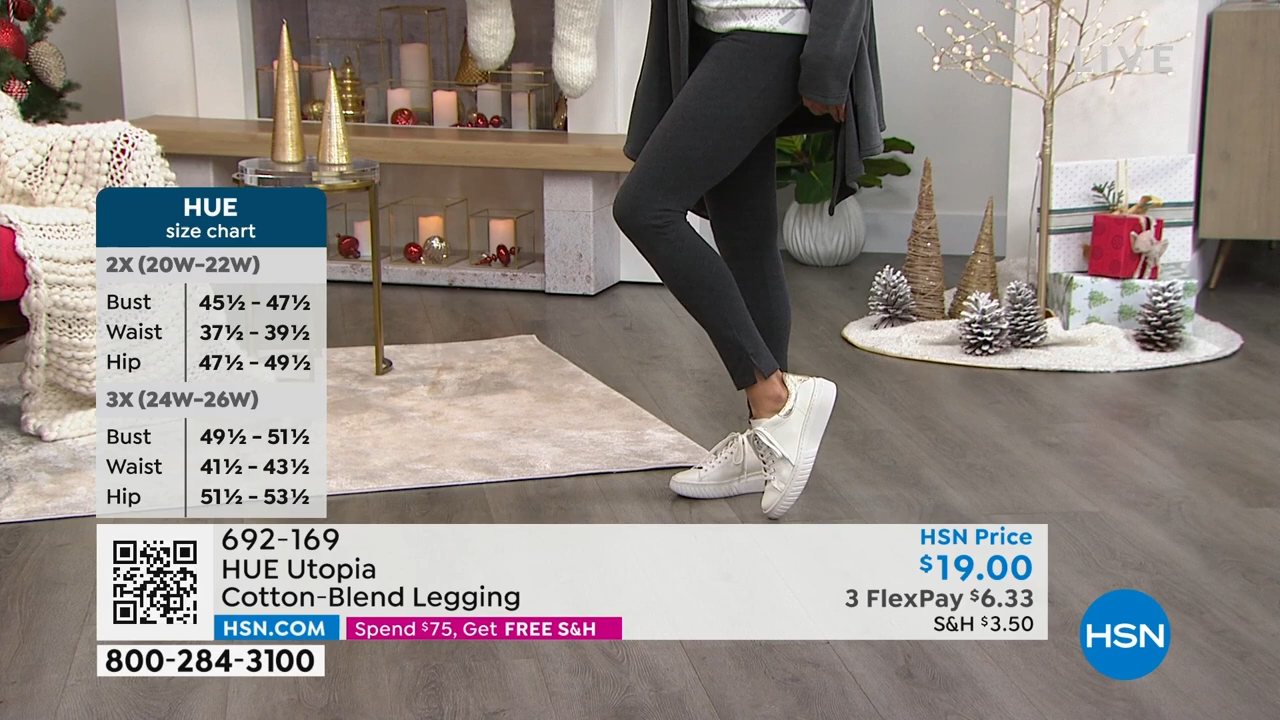 LIVE
HUE
size chart
2X (20W-22W)
Bust 45½ - 47½
Waist 37½ - 39½
Hip 47½ - 49½
3X (24W-26W)
Bust 49½ - 51½
Waist 41½ - 43½
Hip 51½ - 53½
692-169
HUE Utopia
Cotton-Blend Legging
HSN.COM
Spend $75, Get FREE S&H
800-284-3100
HSN Price
$19.00
3 FlexPay $6.33
S&H $3.50
HSN